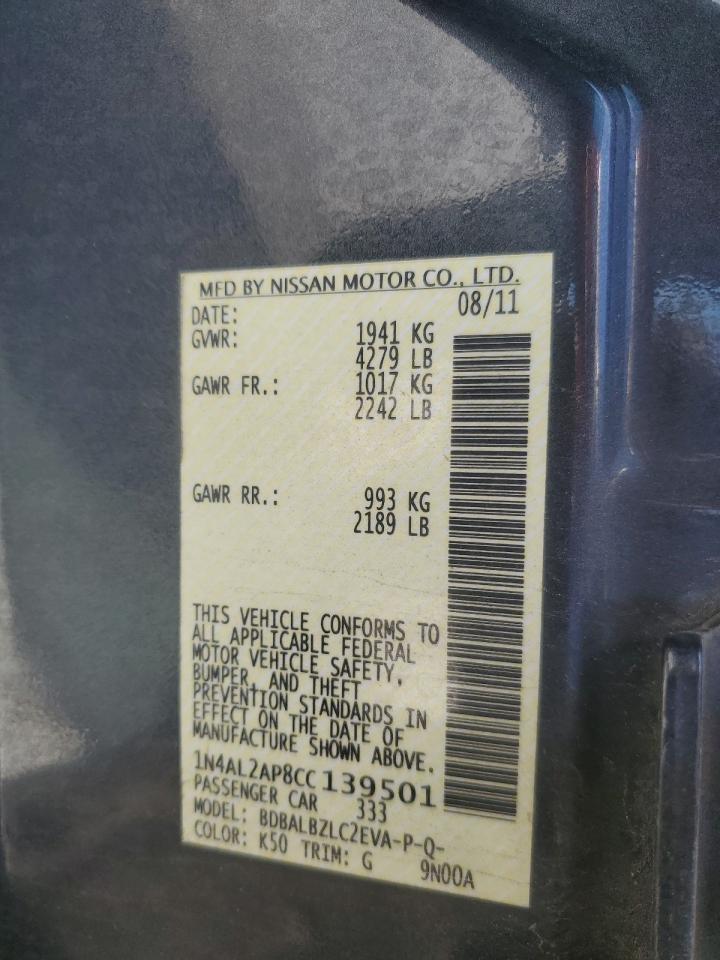 MFD BY NISSAN MOTOR CO., LTD.
DATE: 08/11
GVWR: 1941 KG
4279 LB
GAWR FR.: 1017 KG
2242 LB
GAWR RR.: 993 KG
2189 LB
THIS VEHICLE CONFORMS TO
ALL APPLICABLE FEDERAL
MOTOR VEHICLE SAFETY,
BUMPER, AND THEFT
PREVENTION STANDARDS IN
EFFECT ON THE DATE OF
MANUFACTURE SHOWN ABOVE.
1N4AL2AP8CC139501
PASSENGER CAR 333
MODEL: BDBALBZLC2EVA-P-Q-
COLOR: K50 TRIM: G 9N00A